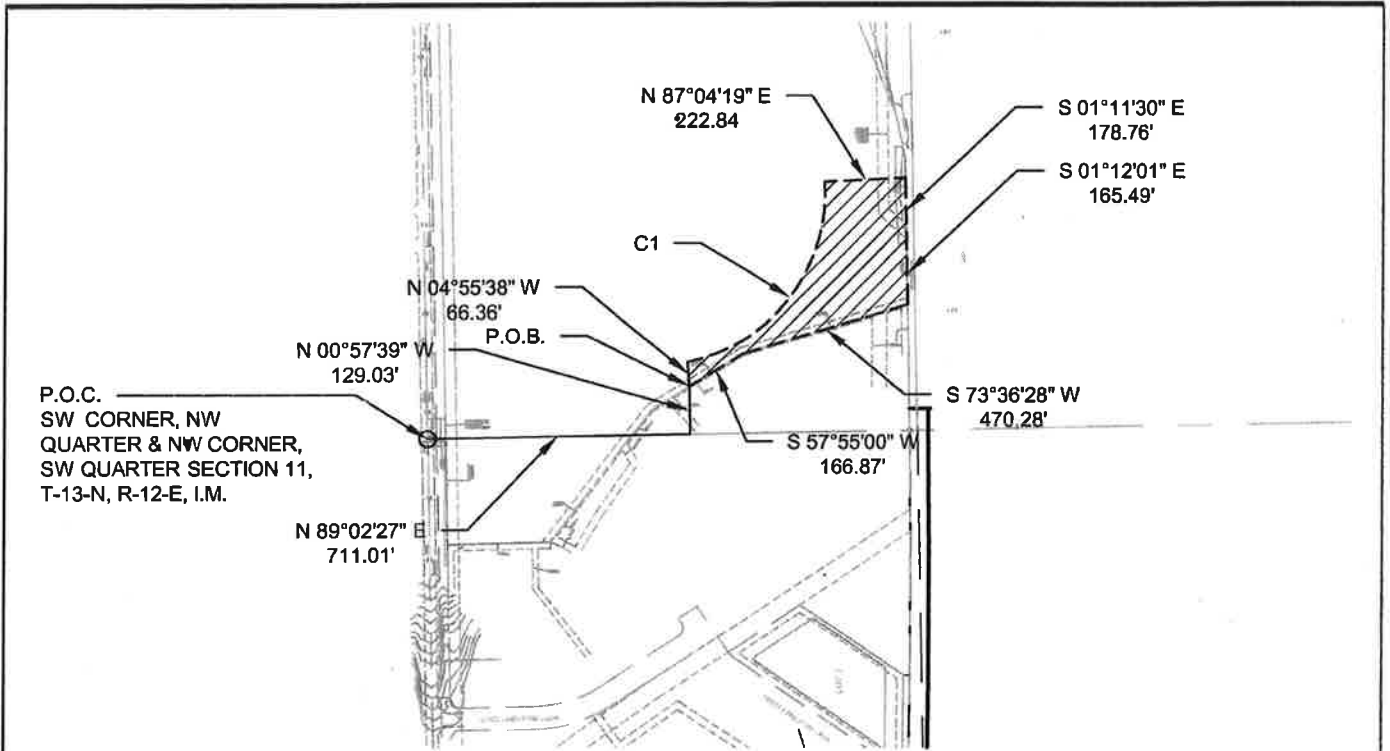 N 87°04'19" E
222.84
S 01°11'30" E
178.76'
S 01°12'01" E
165.49'
C1
N 04°55'38" W
66.36'
P.O.B.
N 00°57'39" W
129.03'
P.O.C.
SW CORNER, NW
QUARTER & NW CORNER,
SW QUARTER SECTION 11,
T-13-N, R-12-E, I.M.
S 73°36'28" W
470.28'
S 57°55'00" W
166.87'
N 89°02'27" E
711.01'